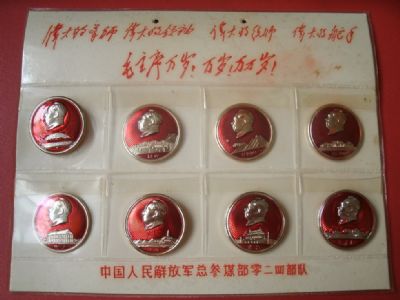 伟大的导师 伟大的领袖 伟大的统帅 伟大的舵手
毛主席万岁！万岁！万万岁！
中国人民解放军总参谋部零二四部队